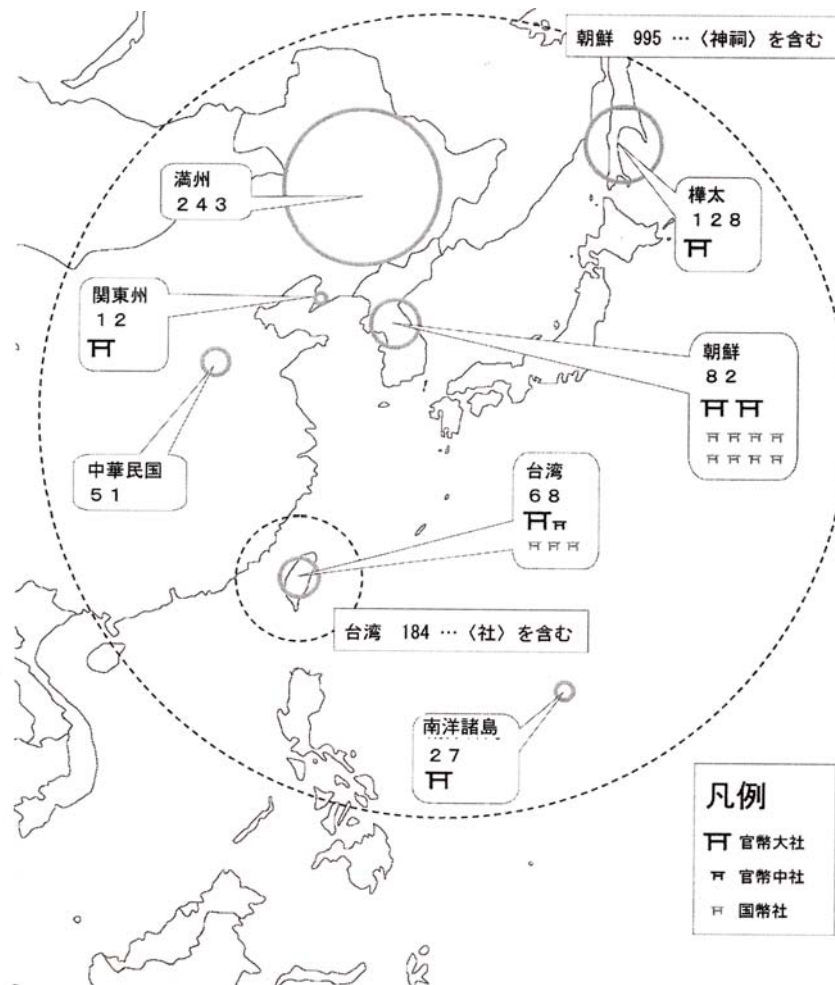 朝鮮 995 … 〈神祠〉を含む
満州
243
樺太
128
関東州
12
朝鮮
82
中華民国
51
台湾
68
台湾 184 … 〈社〉を含む
南洋諸島
27
凡例
官幣大社
官幣中社
国幣社